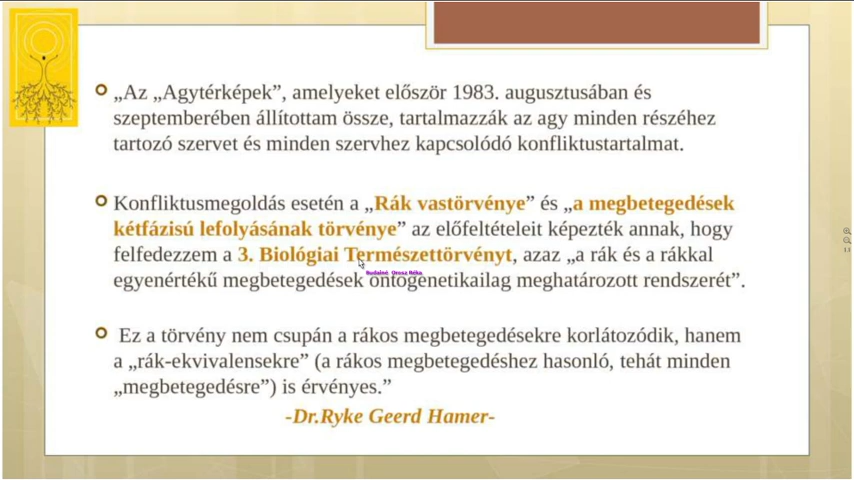 „Az „Agytérképek”, amelyeket először 1983. augusztusában és
szeptemberében állítottam össze, tartalmazzák az agy minden részéhez
tartozó szervet és minden szervhez kapcsolódó konfliktustartalmat.
Konfliktusmegoldás esetén a „Rák vastörvénye” és „a megbetegedések
kétfázisú lefolyásának törvénye” az előfeltételeit képezték annak, hogy
felfedezzem a 3. Biológiai Természettörvényt, azaz „a rák és a rákkal
Budainé Orosz Réka
egyenértékű megbetegedések ontogenetikailag meghatározott rendszerét”.
Ez a törvény nem csupán a rákos megbetegedésekre korlátozódik, hanem
a „rák-ekvivalensekre” (a rákos megbetegedéshez hasonló, tehát minden
„megbetegedésre”) is érvényes.”
-Dr.Ryke Geerd Hamer-